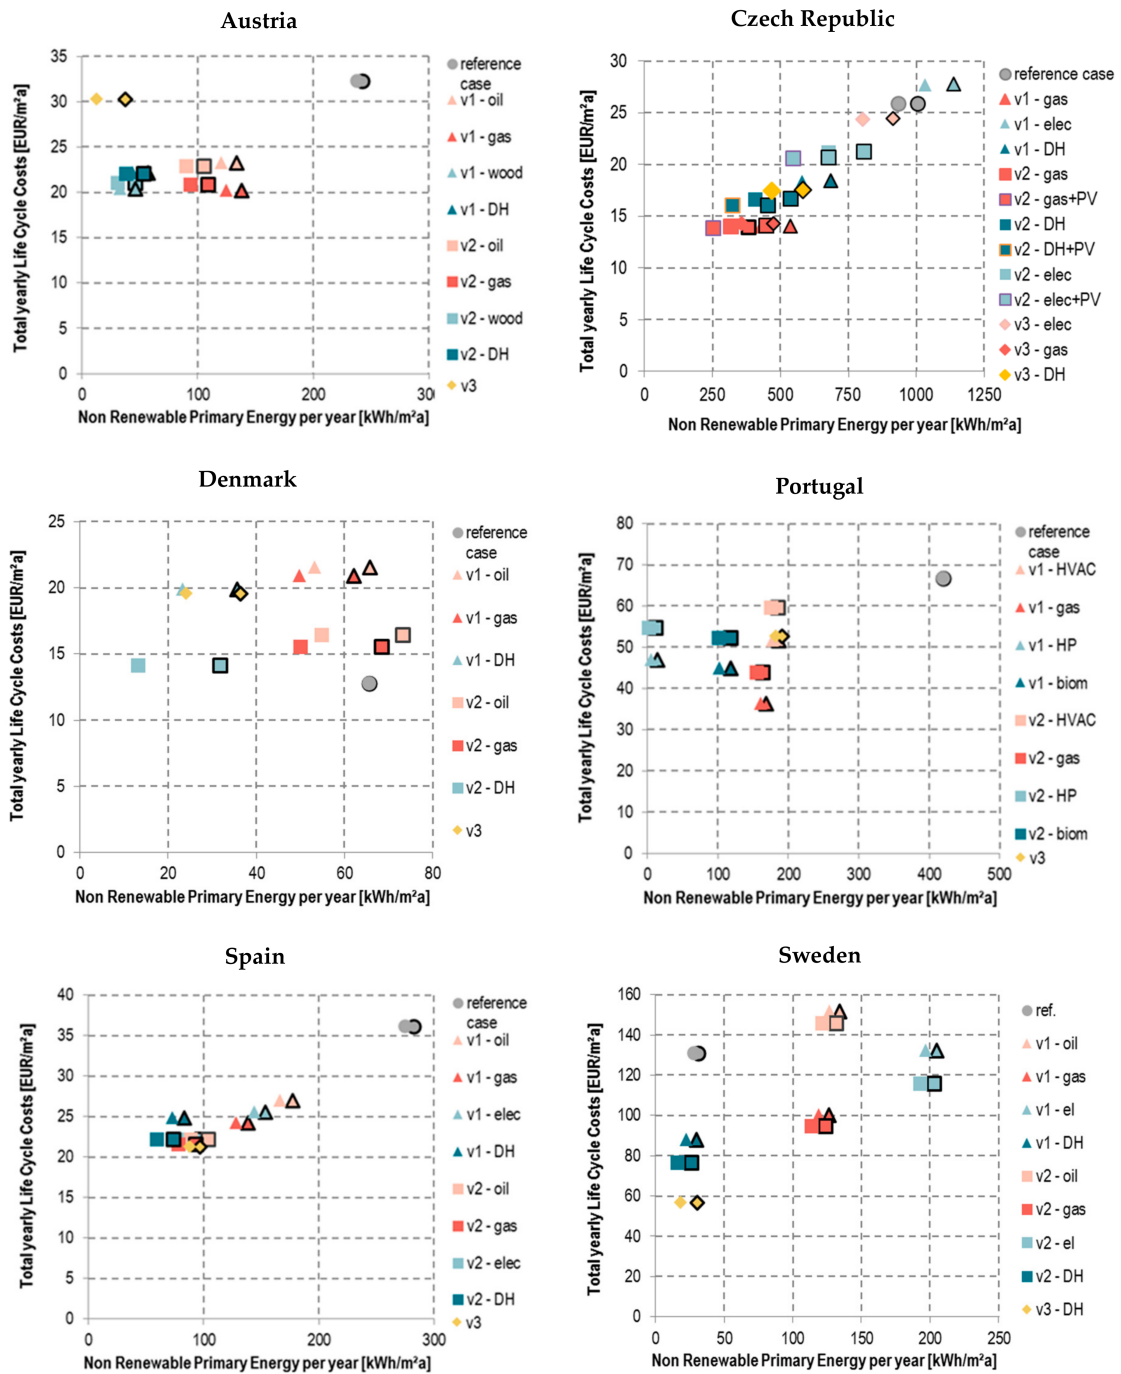 Austria
Total yearly Life Cycle Costs [EUR/m²a]
35
30
25
20
15
10
5
0
0
100
200
30
Non Renewable Primary Energy per year [kWh/m²a]
reference
case
v1 - oil
v1 - gas
v1 - wood
v1 - DH
v2 - oil
v2 - gas
v2 - wood
v2 - DH
v3
Czech Republic
Total yearly Life Cycle Costs [EUR/m²a]
30
25
20
15
10
5
0
0
250
500
750
1000
1250
Non Renewable Primary Energy per year [kWh/m²a]
reference case
v1 - gas
v1 - elec
v1 - DH
v2 - gas
v2 - gas+PV
v2 - DH
v2 - DH+PV
v2 - elec
v2 - elec+PV
v3 - elec
v3 - gas
v3 - DH
Denmark
Total yearly Life Cycle Costs [EUR/m²a]
25
20
15
10
5
0
0
20
40
60
80
Non Renewable Primary Energy per year [kWh/m²a]
reference
case
v1 - oil
v1 - gas
v1 - DH
v2 - oil
v2 - gas
v2 - DH
v3
Portugal
Total yearly Life Cycle Costs [EUR/m²a]
80
70
60
50
40
30
20
10
0
0
100
200
300
400
500
Non Renewable Primary Energy per year [kWh/m²a]
reference
case
v1 - HVAC
v1 - gas
v1 - HP
v1 - biom
v2 - HVAC
v2 - gas
v2 - HP
v2 - biom
v3
Spain
Total yearly Life Cycle Costs [EUR/m²a]
40
35
30
25
20
15
10
5
0
0
100
200
300
Non Renewable Primary Energy per year [kWh/m²a]
reference
case
v1 - oil
v1 - gas
v1 - elec
v1 - DH
v2 - oil
v2 - gas
v2 - elec
v2 - DH
v3
Sweden
Total yearly Life Cycle Costs [EUR/m²a]
160
140
120
100
80
60
40
20
0
0
50
100
150
200
250
Non Renewable Primary Energy per year [kWh/m²a]
ref.
v1 - oil
v1 - gas
v1 - el
v1 - DH
v2 - oil
v2 - gas
v2 - el
v2 - DH
v3 - DH